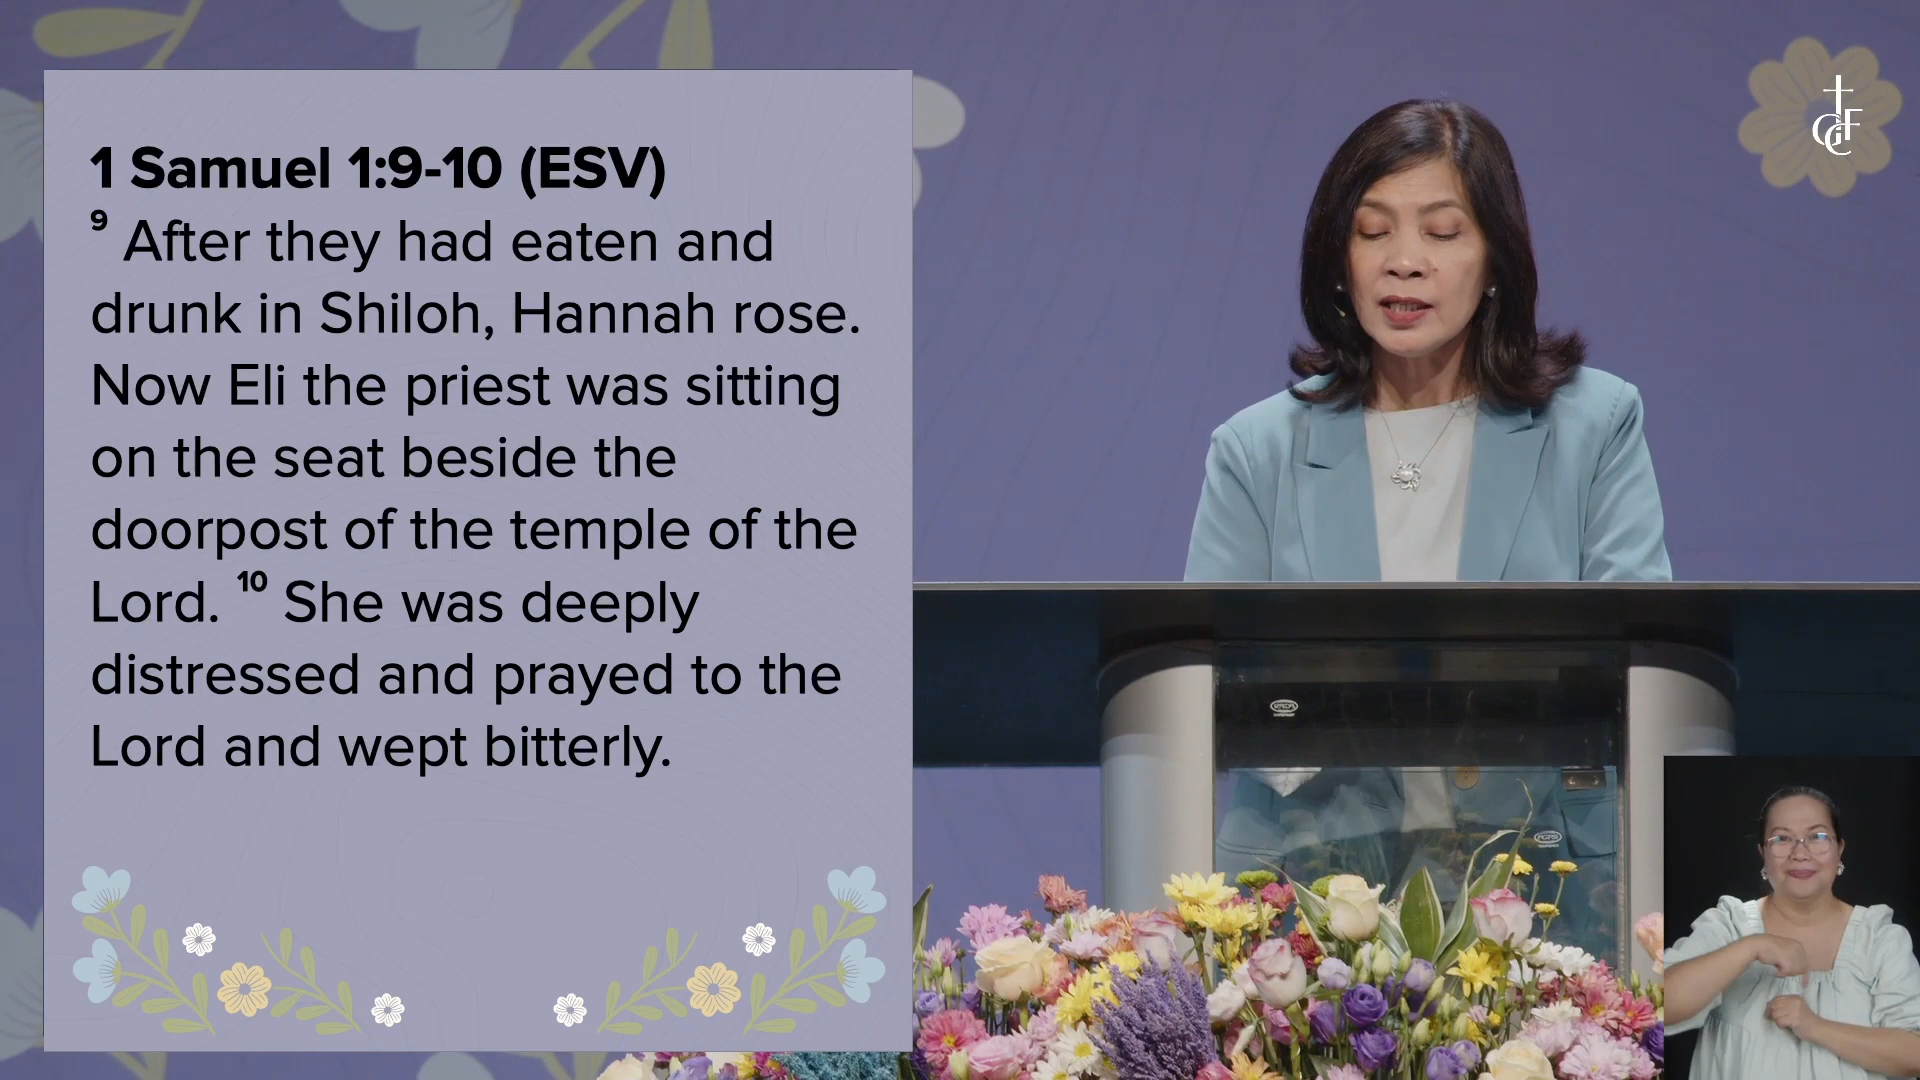 1 Samuel 1:9-10 (ESV)
⁹ After they had eaten and
drunk in Shiloh, Hannah rose.
Now Eli the priest was sitting
on the seat beside the
doorpost of the temple of the
Lord. ¹⁰ She was deeply
distressed and prayed to the
Lord and wept bitterly.